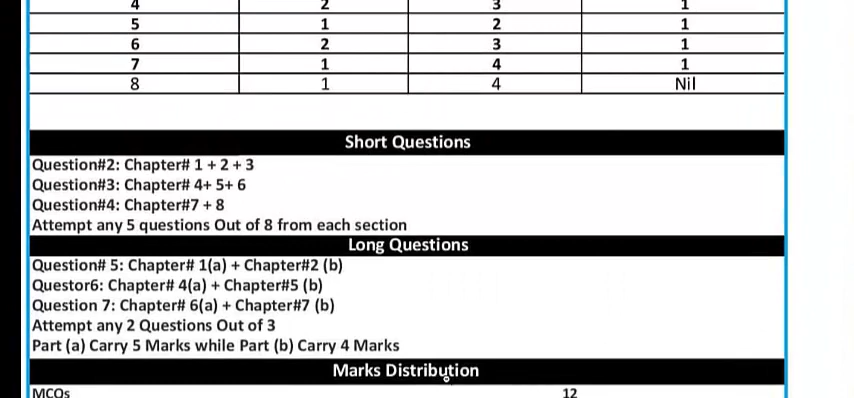 4 2 3 1
5 1 2 1
6 2 3 1
7 1 4 1
8 1 4 Nil
Short Questions
Question#2: Chapter# 1 + 2 + 3
Question#3: Chapter# 4+ 5+ 6
Question#4: Chapter#7 + 8
Attempt any 5 questions Out of 8 from each section
Long Questions
Question# 5: Chapter# 1(a) + Chapter#2 (b)
Questor6: Chapter# 4(a) + Chapter#5 (b)
Question 7: Chapter# 6(a) + Chapter#7 (b)
Attempt any 2 Questions Out of 3
Part (a) Carry 5 Marks while Part (b) Carry 4 Marks
Marks Distribution
MCQs 12